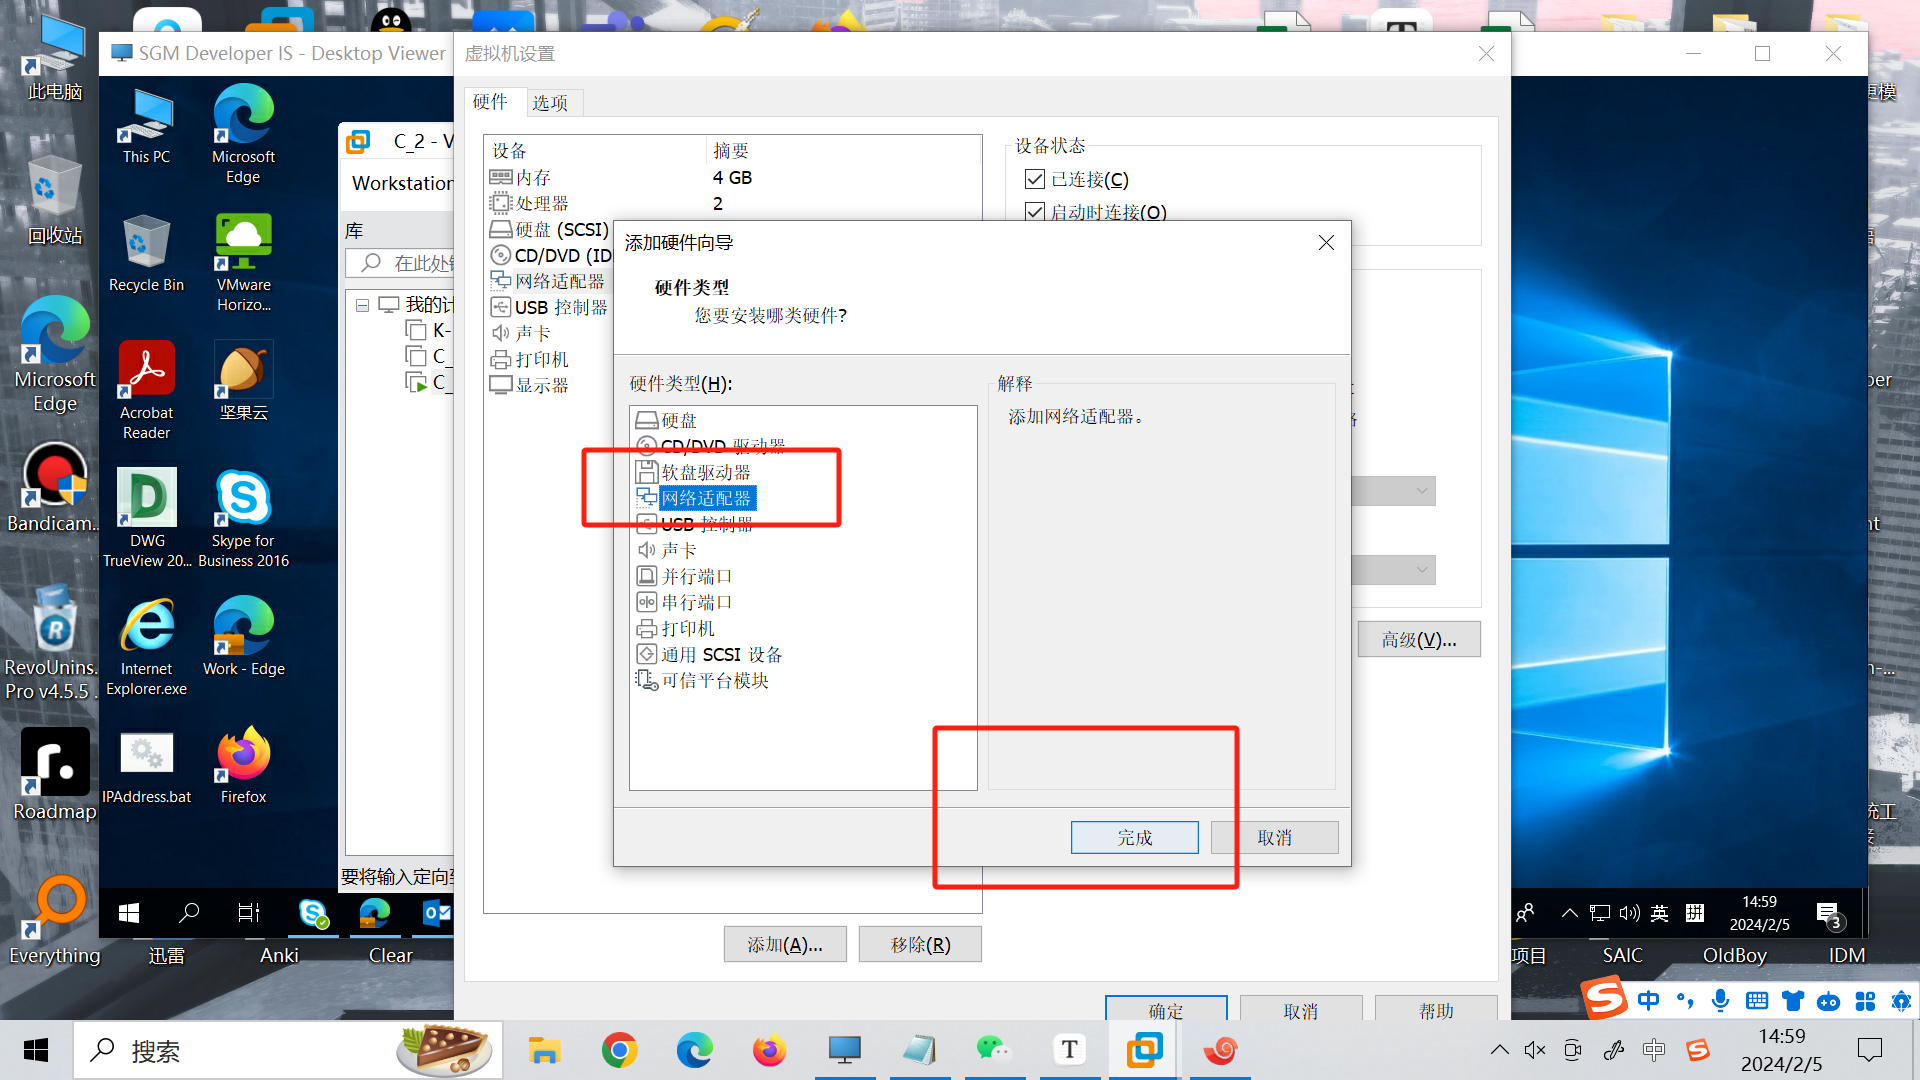 此电脑
回收站
Microsoft
Edge
Bandicam...
RevoUnins...
Pro v4.5.5 ...
Roadmap
Everything
SGM Developer IS - Desktop Viewer
This PC
Microsoft
Edge
Recycle Bin
VMware
Horizo...
Acrobat
Reader
坚果云
DWG
TrueView 20...
Skype for
Business 2016
Internet
Explorer.exe
Work - Edge
IPAddress.bat
Firefox
C_2 - V
Workstation
库
在此处
我的计
K-
C_
C_
要将输入定向到
虚拟机设置
硬件
选项
设备
摘要
内存
4 GB
处理器
2
硬盘 (SCSI)
CD/DVD (ID
网络适配器
USB 控制器
声卡
打印机
显示器
设备状态
已连接(C)
启动时连接(O)
高级(V)...
添加(A)...
移除(R)
确定
取消
帮助
添加硬件向导
硬件类型
您要安装哪类硬件?
硬件类型(H):
硬盘
CD/DVD 驱动器
软盘驱动器
网络适配器
USB 控制器
声卡
并行端口
串行端口
打印机
通用 SCSI 设备
可信平台模块
解释
添加网络适配器。
完成
取消
英
拼
14:59
2024/2/5
3
迅雷
Anki
Clear
项目
SAIC
OldBoy
IDM
中
搜索
中
14:59
2024/2/5